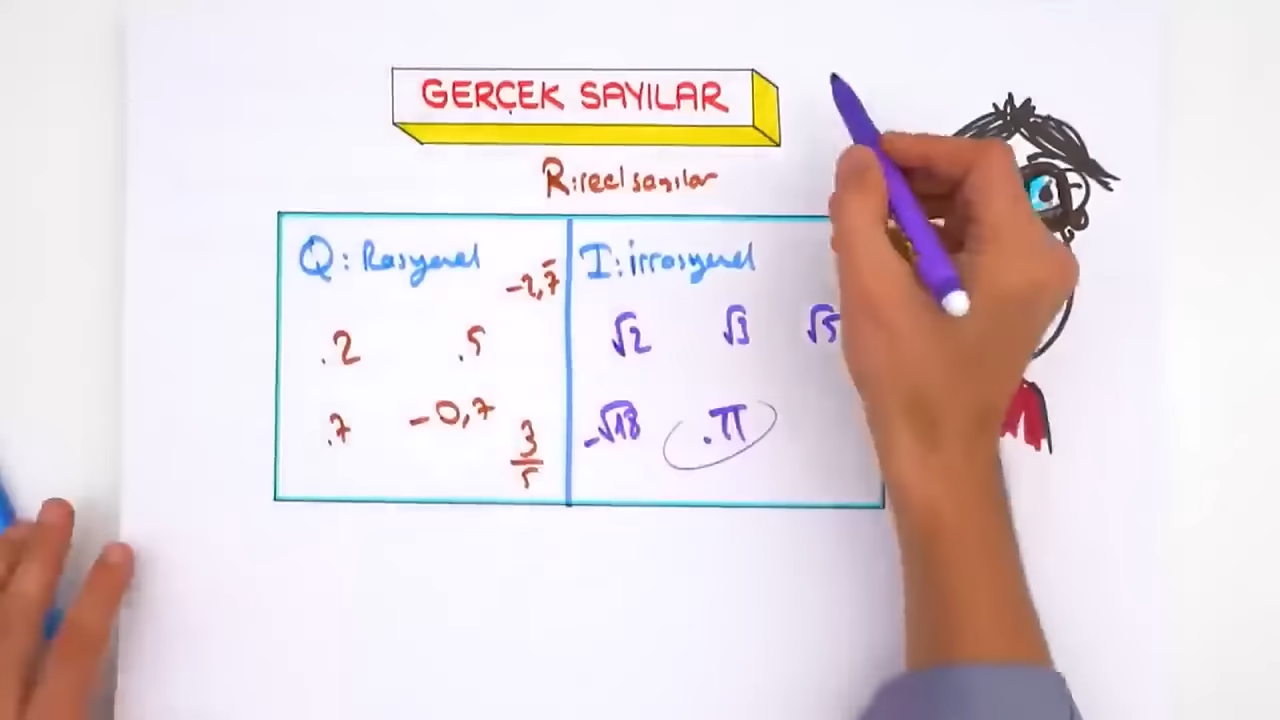 GERÇEK SAYILAR
R: reel sayılar
Q: Rasyonel
-2,7̅
.2 .5
.7 -0,7
3/5
I: irrasyonel
√2 √3 √5
-√18 .π